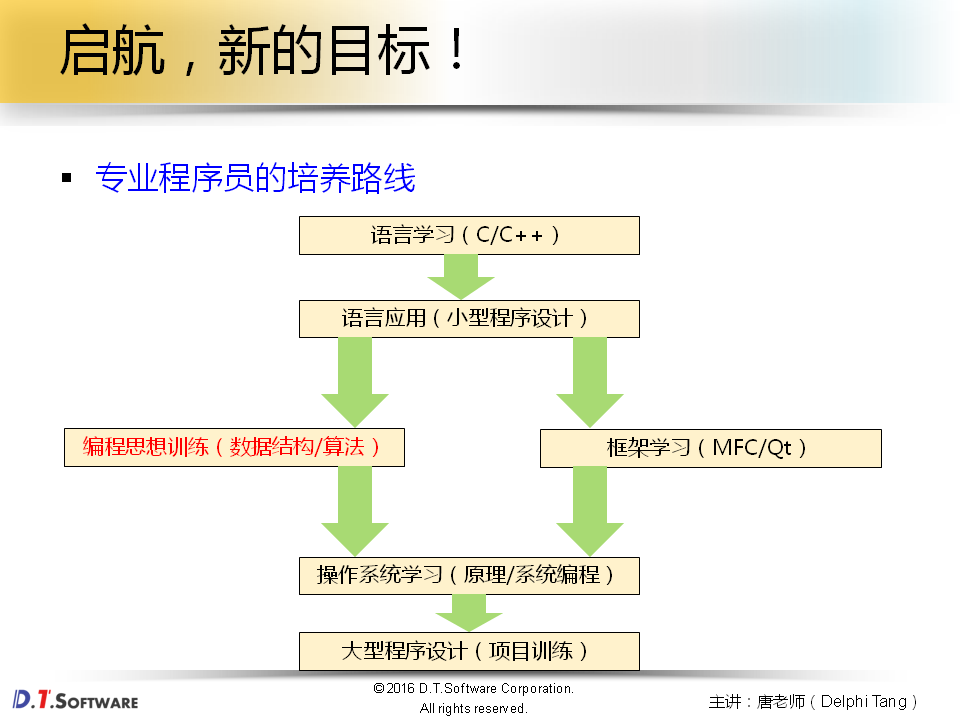 启航，新的目标！
专业程序员的培养路线
语言学习（C/C++）
语言应用（小型程序设计）
编程思想训练（数据结构/算法）
框架学习（MFC/Qt）
操作系统学习（原理/系统编程）
大型程序设计（项目训练）
D.T.SOFTWARE
©2016 D.T.Software Corporation.
All rights reserved.
主讲：唐老师（Delphi Tang）